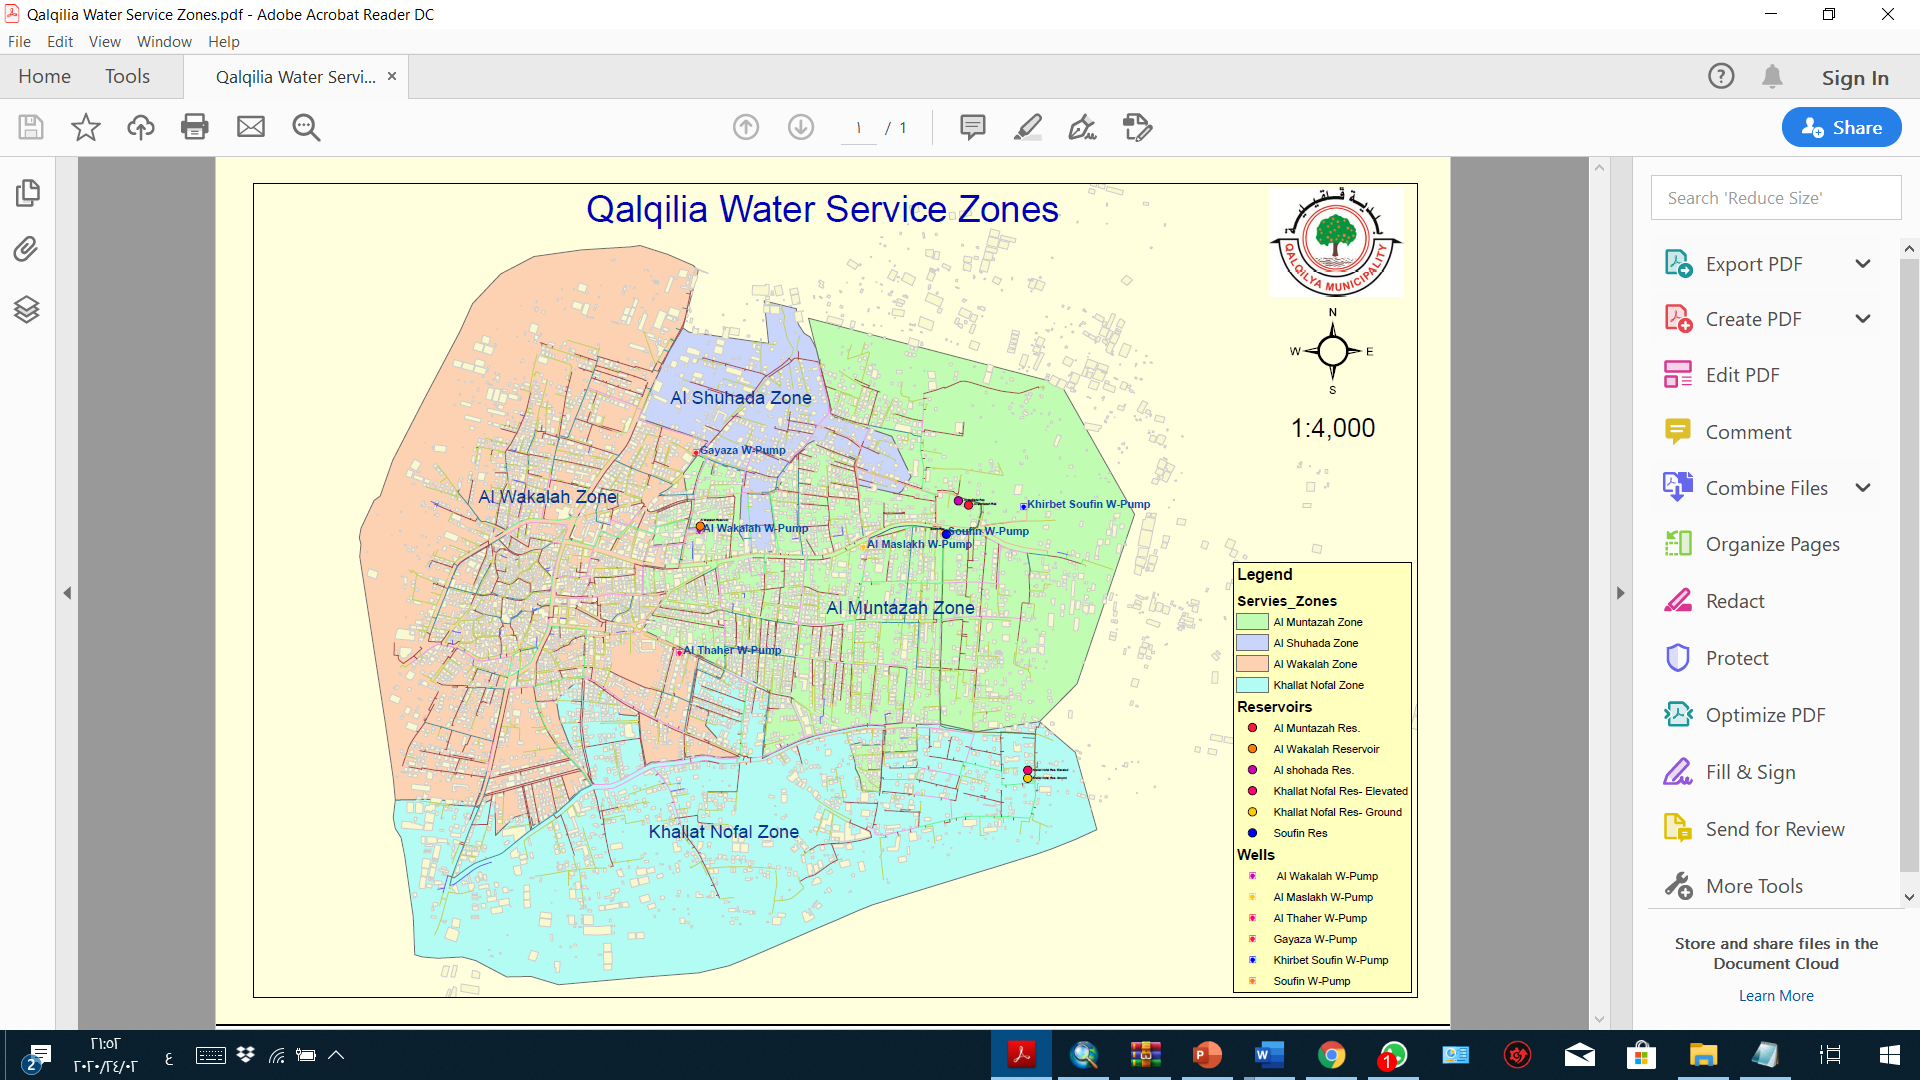 Qalqilia Water Service Zones.pdf - Adobe Acrobat Reader DC
File Edit View Window Help
Home Tools Qalqilia Water Servi... ×
Sign In
١ / 1
Share
Qalqilia Water Service Zones
QALQILYA MUNICIPALITY
N
W E
S
1:4,000
Al Shuhada Zone
Gayaza W-Pump
Al Wakalah Zone
Khirbet Soufin W-Pump
Al Wakalah W-Pump
Soufin W-Pump
Al Maslakh W-Pump
Al Muntazah Zone
Al Thaher W-Pump
Khallat Nofal Zone
Legend
Servies_Zones
Al Muntazah Zone
Al Shuhada Zone
Al Wakalah Zone
Khallat Nofal Zone
Reservoirs
Al Muntazah Res.
Al Wakalah Reservoir
Al shohada Res.
Khallat Nofal Res- Elevated
Khallat Nofal Res- Ground
Soufin Res
Wells
Al Wakalah W-Pump
Al Maslakh W-Pump
Al Thaher W-Pump
Gayaza W-Pump
Khirbet Soufin W-Pump
Soufin W-Pump
Search 'Reduce Size'
Export PDF
Create PDF
Edit PDF
Comment
Combine Files
Organize Pages
Redact
Protect
Optimize PDF
Fill & Sign
Send for Review
More Tools
Store and share files in the
Document Cloud
Learn More
2
٢١:٥٢
٢٠٢٠/٢٤/٠٢
ع
1